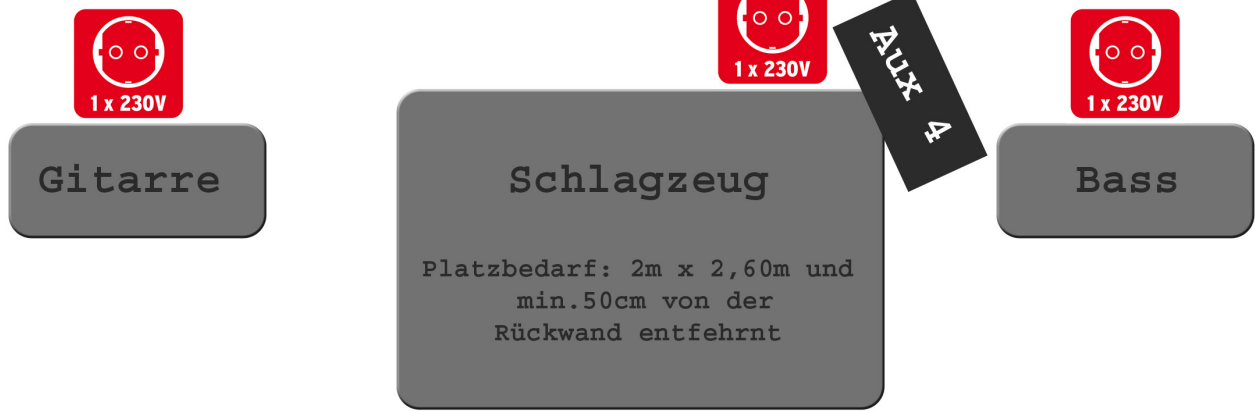 1 x 230V
1 x 230V
Aux 4
1 x 230V
Gitarre
Schlagzeug
Bass
Platzbedarf: 2m x 2,60m und
min.50cm von der
Rückwand entfehrnt